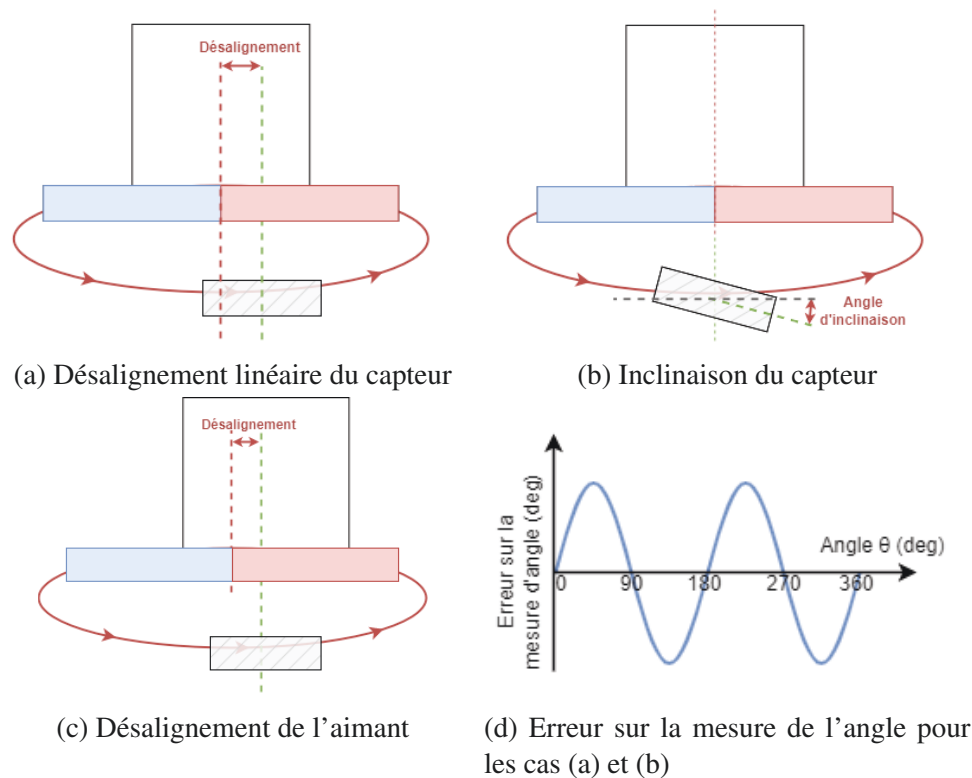 Désalignement
Angle
d'inclinaison
(a) Désalignement linéaire du capteur
(b) Inclinaison du capteur
Désalignement
Erreur sur la
mesure d'angle (deg)
Angle θ (deg)
0 90 180 270 360
(c) Désalignement de l'aimant
(d) Erreur sur la mesure de l'angle pour
les cas (a) et (b)